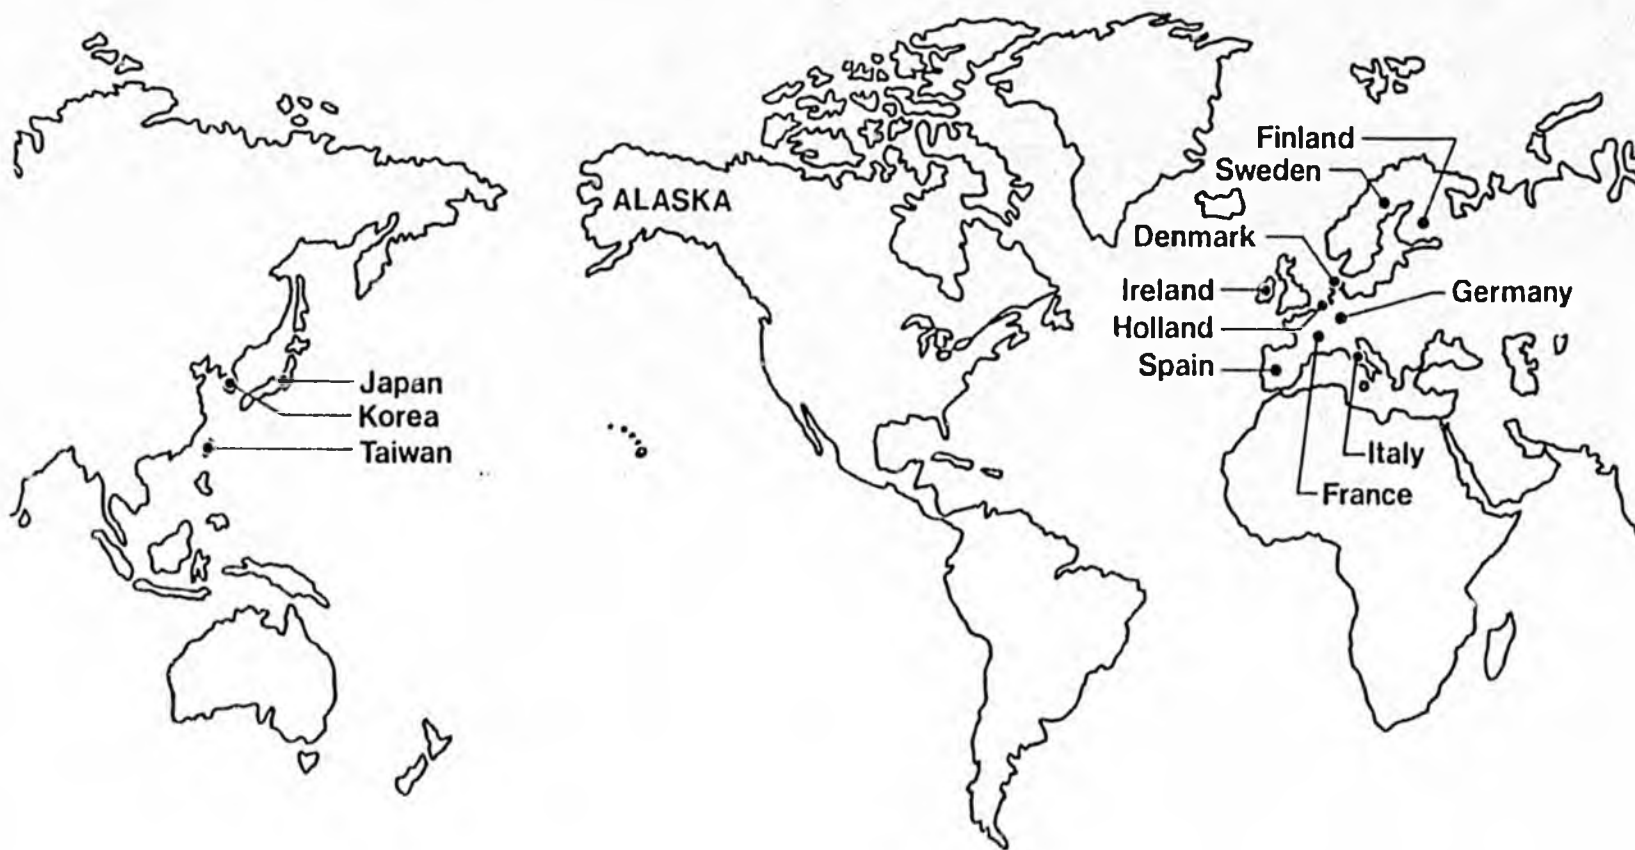 Finland
Sweden
ALASKA
Denmark
Ireland
Germany
Holland
Spain
Japan
Korea
Taiwan
Italy
France